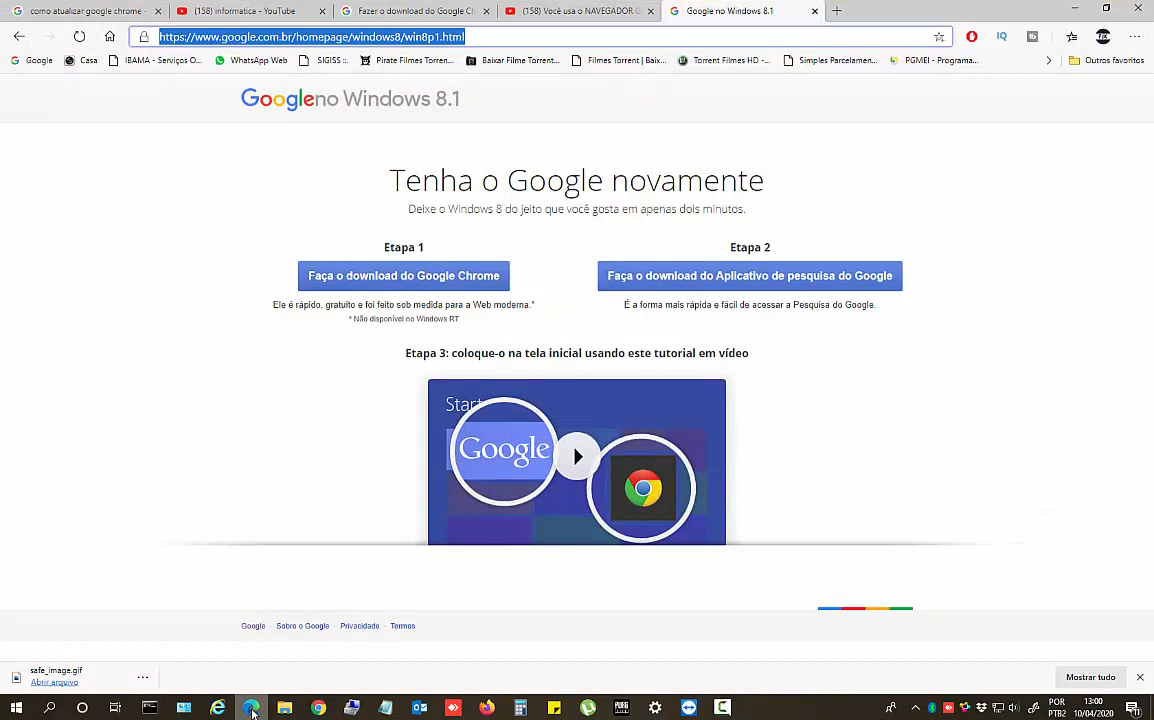 como atualizar google chrome -
(158) informatica - YouTube
Fazer o download do Google Ch
(158) Você usa o NAVEGADOR G
Google no Windows 8.1
https://www.google.com.br/homepage/windows8/win8p1.html
IQ
Google
Casa
IBAMA - Serviços O...
WhatsApp Web
SIGISS ::.
Pirate Filmes Torren...
Baixar Filme Torrent...
Filmes Torrent | Baix...
Torrent Filmes HD -...
Simples Parcelamen...
PGMEI - Programa...
Outros favoritos
Google no Windows 8.1
Tenha o Google novamente
Deixe o Windows 8 do jeito que você gosta em apenas dois minutos.
Etapa 1
Etapa 2
Faça o download do Google Chrome
Faça o download do Aplicativo de pesquisa do Google
Ele é rápido, gratuito e foi feito sob medida para a Web moderna.*
É a forma mais rápida e fácil de acessar a Pesquisa do Google.
* Não disponível no Windows RT
Etapa 3: coloque-o na tela inicial usando este tutorial em vídeo
Start
Google
Google - Sobre o Google - Privacidade - Termos
safe_image.gif
Abrir arquivo
Mostrar tudo
POR
PTB2
13:00
10/04/2020